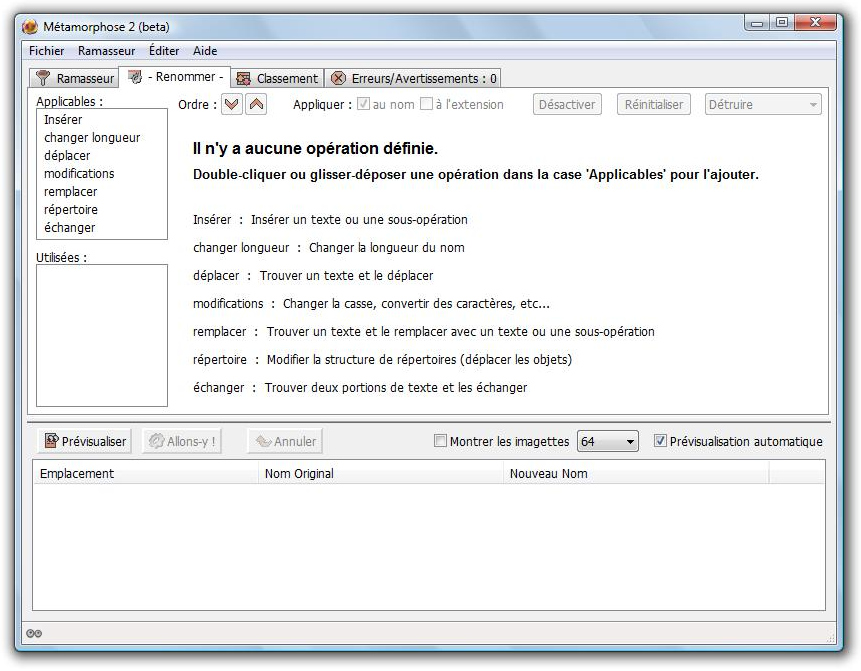 Métamorphose 2 (beta)
Fichier Ramasseur Éditer Aide
Ramasseur - Renommer - Classement Erreurs/Avertissements : 0
Applicables :
Ordre : Appliquer : au nom à l'extension Désactiver Réinitialiser Détruire
Insérer
changer longueur
déplacer
modifications
remplacer
répertoire
échanger
Utilisées :
Il n'y a aucune opération définie.
Double-cliquer ou glisser-déposer une opération dans la case 'Applicables' pour l'ajouter.
Insérer : Insérer un texte ou une sous-opération
changer longueur : Changer la longueur du nom
déplacer : Trouver un texte et le déplacer
modifications : Changer la casse, convertir des caractères, etc...
remplacer : Trouver un texte et le remplacer avec un texte ou une sous-opération
répertoire : Modifier la structure de répertoires (déplacer les objets)
échanger : Trouver deux portions de texte et les échanger
Prévisualiser Allons-y ! Annuler Montrer les imagettes 64 Prévisualisation automatique
Emplacement Nom Original Nouveau Nom